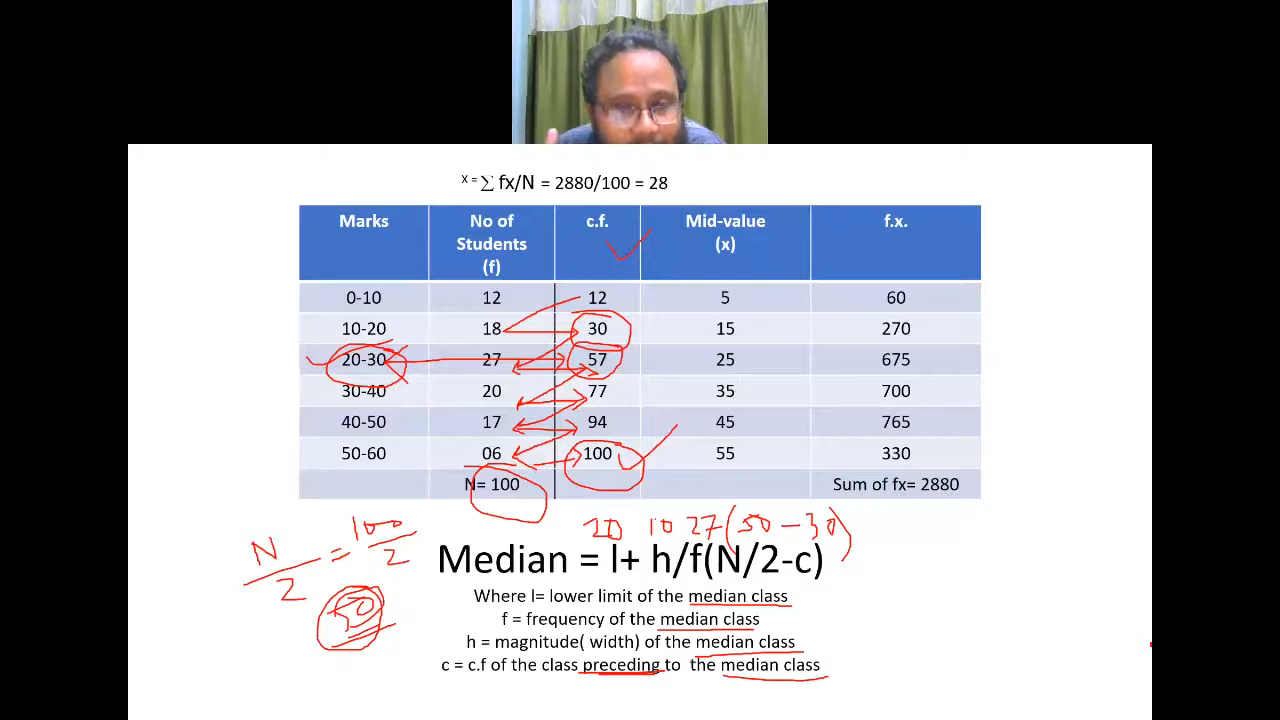 X = ∑ fx/N = 2880/100 = 28
Marks No of Students (f) c.f. Mid-value (x) f.x.
0-10 12 12 5 60
10-20 18 30 15 270
20-30 27 57 25 675
30-40 20 77 35 700
40-50 17 94 45 765
50-60 06 100 55 330
N= 100 Sum of fx= 2880
20 10 27 (50 - 30)
N/2 = 100/2
50
Median = l+ h/f(N/2-c)
Where l= lower limit of the median class
f = frequency of the median class
h = magnitude( width) of the median class
c = c.f of the class preceding to the median class